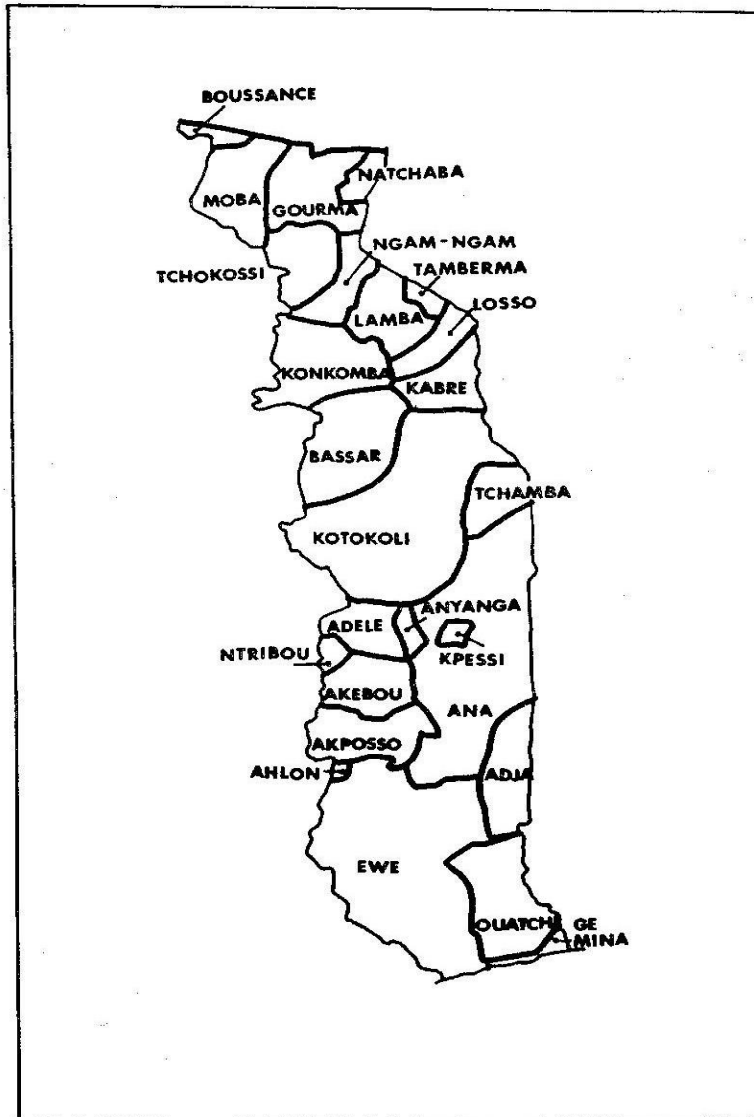 BOUSSANCE
NATCHABA
MOBA
GOURMA
NGAM-NGAM
TCHOKOSSI
TAMBERMA
LOSSO
LAMBA
KONKOMBA
KABRE
BASSAR
TCHAMBA
KOTOKOLI
ANYANGA
ADELE
NTRIBOU
KPESSI
AKEBOU
ANA
AKPOSSO
AHLON
ADJA
EWE
OUATCHI
GE
MINA